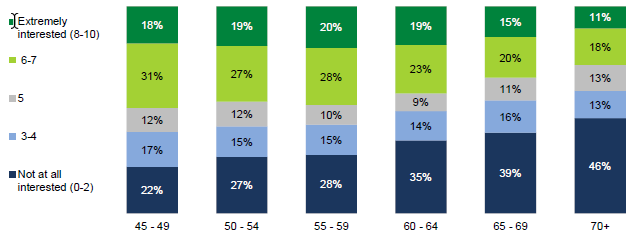 Extremely
interested (8-10)
6-7
5
3-4
Not at all
interested (0-2)
18% 19% 20% 19% 15% 11%
31% 27% 28% 23% 20% 18%
12% 12% 10% 9% 11% 13%
17% 15% 15% 14% 16% 13%
22% 27% 28% 35% 39% 46%
45 - 49 50 - 54 55 - 59 60 - 64 65 - 69 70+